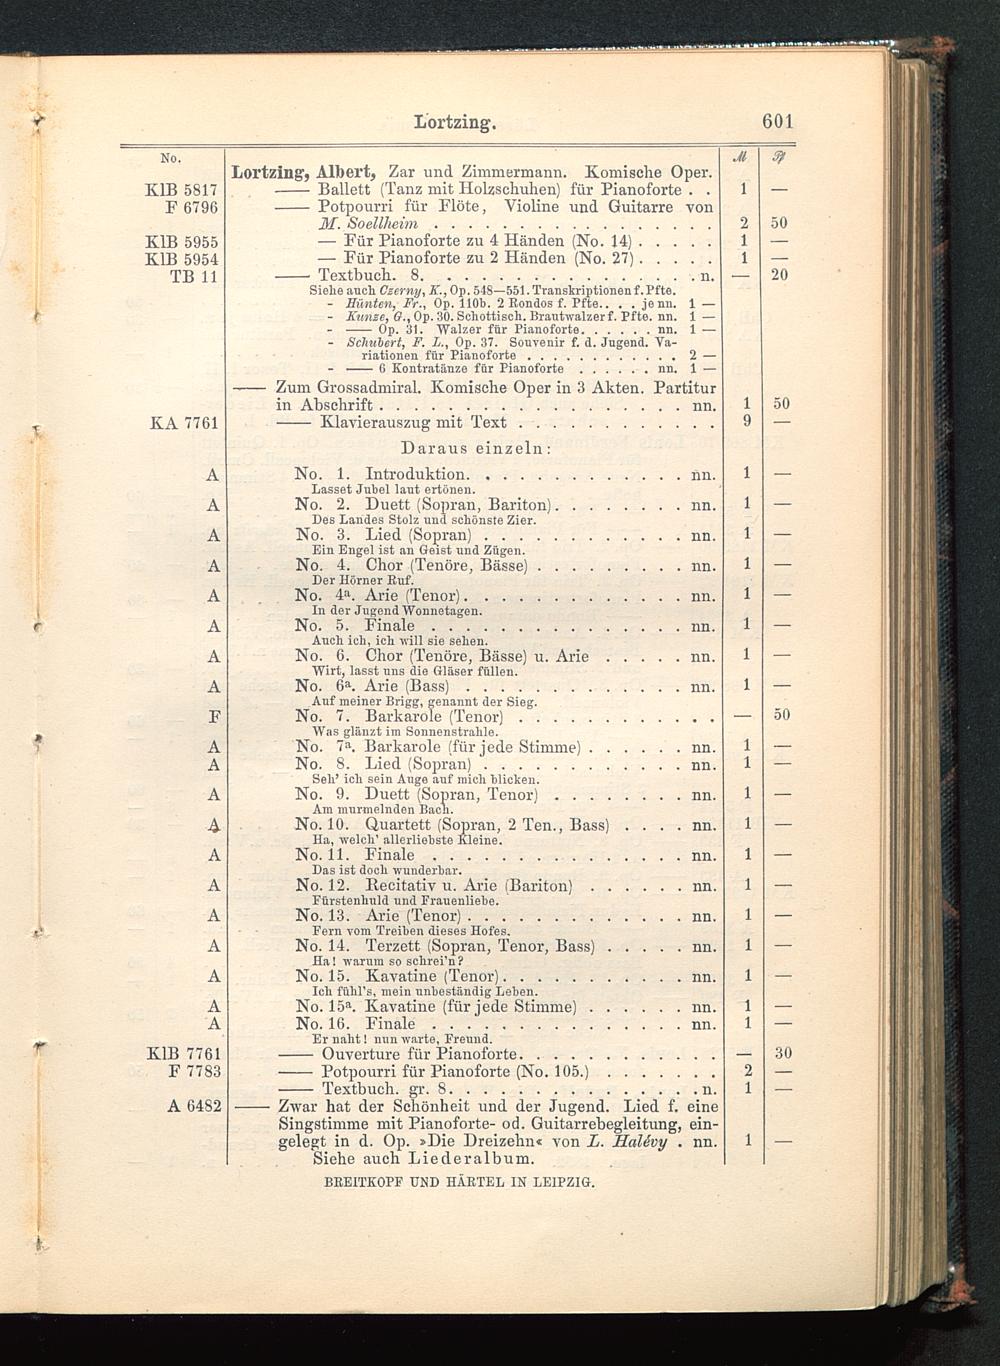 Lortzing. 601
No. ℳ ₰
Lortzing, Albert, Zar und Zimmermann. Komische Oper.
KlB 5817 —— Ballett (Tanz mit Holzschuhen) für Pianoforte . . 1 —
F 6796 —— Potpourri für Flöte, Violine und Guitarre von
M. Soellheim . . . . . . . . . . . . . . . . . 2 50
KlB 5955 — Für Pianoforte zu 4 Händen (No. 14) . . . . . 1 —
KlB 5954 — Für Pianoforte zu 2 Händen (No. 27) . . . . . 1 —
TB 11 —— Textbuch. 8. . . . . . . . . . . . . . . . . n. — 20
Siehe auch Czerny, K., Op. 548—551. Transkriptionen f. Pfte.
- Hünten, Fr., Op. 110b. 2 Rondos f. Pfte. . . . je nn. 1 —
- Kunze, G., Op. 30. Schottisch. Brautwalzer f. Pfte. nn. 1 —
- —— Op. 31. Walzer für Pianoforte. . . . . . nn. 1 —
- Schubert, F. L., Op. 37. Souvenir f. d. Jugend. Va-
riationen für Pianoforte . . . . . . . . . . . . 2 —
- —— 6 Kontratänze für Pianoforte . . . . . . nn. 1 —
—— Zum Grossadmiral. Komische Oper in 3 Akten. Partitur
in Abschrift . . . . . . . . . . . . . . . . . . nn. 1 50
KA 7761 —— Klavierauszug mit Text . . . . . . . . . . . . 9 —
Daraus einzeln:
A No. 1. Introduktion. . . . . . . . . . . . . nn. 1 —
Lasset Jubel laut ertönen.
A No. 2. Duett (Sopran, Bariton). . . . . . . . nn. 1 —
Des Landes Stolz und schönste Zier.
A No. 3. Lied (Sopran) . . . . . . . . . . . . nn. 1 —
Ein Engel ist an Geist und Zügen.
A No. 4. Chor (Tenöre, Bässe) . . . . . . . . . nn. 1 —
Der Hörner Ruf.
A No. 4a. Arie (Tenor). . . . . . . . . . . . . nn. 1 —
In der Jugend Wonnetagen.
A No. 5. Finale . . . . . . . . . . . . . . . nn. 1 —
Auch ich, ich will sie sehen.
A No. 6. Chor (Tenöre, Bässe) u. Arie . . . . . nn. 1 —
Wirt, lasst uns die Gläser füllen.
A No. 6a. Arie (Bass) . . . . . . . . . . . . . nn. 1 —
Auf meiner Brigg, genannt der Sieg.
F No. 7. Barkarole (Tenor) . . . . . . . . . . . . — 50
Was glänzt im Sonnenstrahle.
A No. 7a. Barkarole (für jede Stimme) . . . . . . nn. 1 —
A No. 8. Lied (Sopran) . . . . . . . . . . . . nn. 1 —
Seh' ich sein Auge auf mich blicken.
A No. 9. Duett (Sopran, Tenor) . . . . . . . . nn. 1 —
Am murmelnden Bach.
A No. 10. Quartett (Sopran, 2 Ten., Bass) . . . . nn. 1 —
Ha, welch' allerliebste Kleine.
A No. 11. Finale . . . . . . . . . . . . . . . nn. 1 —
Das ist doch wunderbar.
A No. 12. Recitativ u. Arie (Bariton) . . . . . . nn. 1 —
Fürstenhuld und Frauenliebe.
A No. 13. Arie (Tenor) . . . . . . . . . . . . . nn. 1 —
Fern vom Treiben dieses Hofes.
A No. 14. Terzett (Sopran, Tenor, Bass) . . . . . nn. 1 —
Ha! warum so schrei'n?
A No. 15. Kavatine (Tenor). . . . . . . . . . . nn. 1 —
Ich fühl's, mein unbeständig Leben.
A No. 15a. Kavatine (für jede Stimme) . . . . . . nn. 1 —
A No. 16. Finale . . . . . . . . . . . . . . . nn. 1 —
Er naht! nun warte, Freund.
KlB 7761 —— Ouverture für Pianoforte. . . . . . . . . . . . . — 30
F 7783 —— Potpourri für Pianoforte (No. 105.) . . . . . . . . 2 —
—— Textbuch. gr. 8. . . . . . . . . . . . . . . . n. 1 —
A 6482 —— Zwar hat der Schönheit und der Jugend. Lied f. eine
Singstimme mit Pianoforte- od. Guitarrebegleitung, ein-
gelegt in d. Op. »Die Dreizehn« von L. Halévy . nn. 1 —
Siehe auch Liederalbum.
BREITKOPF UND HÄRTEL IN LEIPZIG.